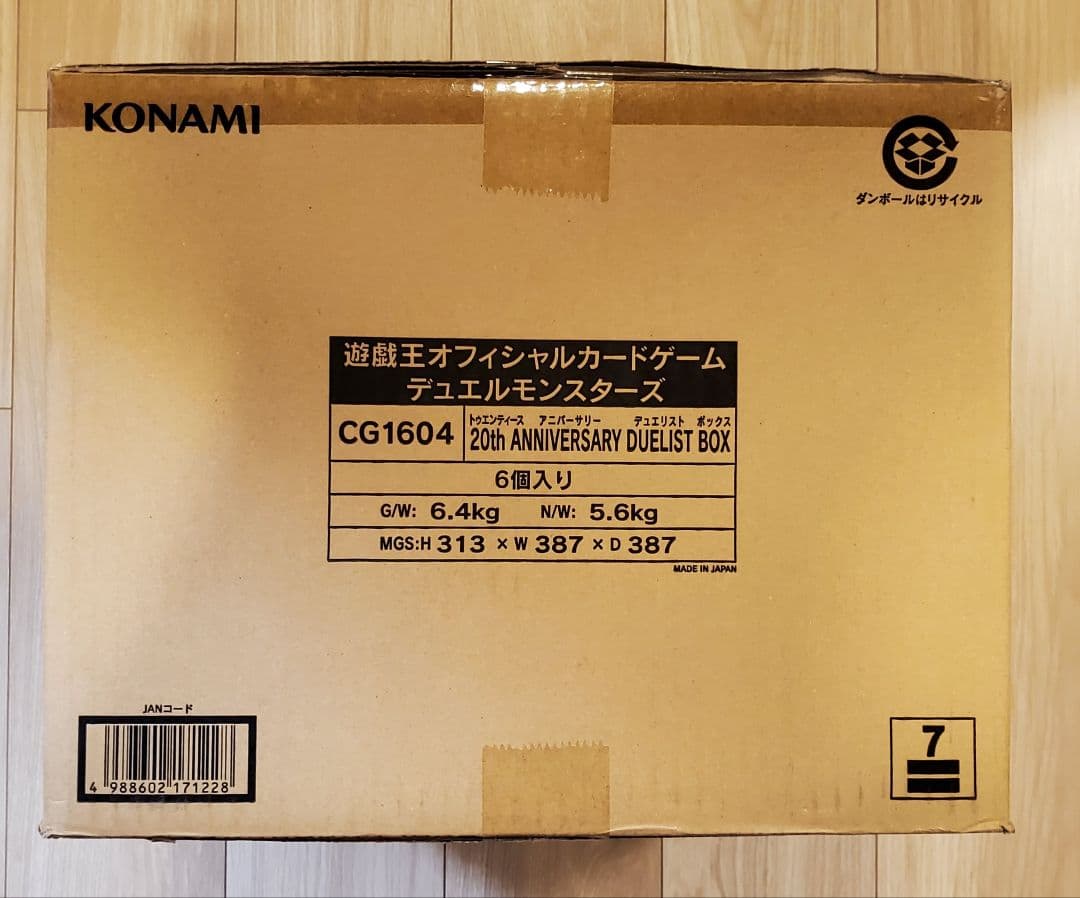 KONAMI
ダンボールはリサイクル
遊戯王オフィシャルカードゲーム
デュエルモンスターズ
CG1604
トゥエンティース アニバーサリー デュエリスト ボックス
20th ANNIVERSARY DUELIST BOX
6個入り
G/W: 6.4kg N/W: 5.6kg
MGS:H 313 × W 387 × D 387
MADE IN JAPAN
JANコード
4 988602 171228
7